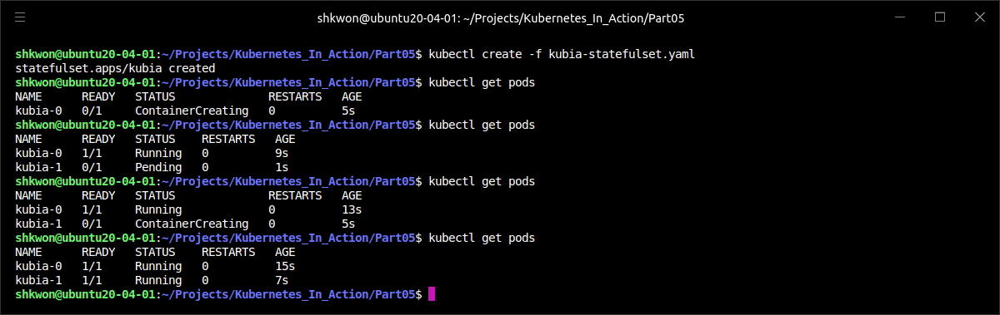 shkwon@ubuntu20-04-01: ~/Projects/Kubernetes_In_Action/Part05
shkwon@ubuntu20-04-01:~/Projects/Kubernetes_In_Action/Part05$ kubectl create -f kubia-statefulset.yaml
statefulset.apps/kubia created
shkwon@ubuntu20-04-01:~/Projects/Kubernetes_In_Action/Part05$ kubectl get pods
NAME      READY   STATUS              RESTARTS   AGE
kubia-0   0/1     ContainerCreating   0          5s
shkwon@ubuntu20-04-01:~/Projects/Kubernetes_In_Action/Part05$ kubectl get pods
NAME      READY   STATUS    RESTARTS   AGE
kubia-0   1/1     Running   0          9s
kubia-1   0/1     Pending   0          1s
shkwon@ubuntu20-04-01:~/Projects/Kubernetes_In_Action/Part05$ kubectl get pods
NAME      READY   STATUS              RESTARTS   AGE
kubia-0   1/1     Running             0          13s
kubia-1   0/1     ContainerCreating   0          5s
shkwon@ubuntu20-04-01:~/Projects/Kubernetes_In_Action/Part05$ kubectl get pods
NAME      READY   STATUS    RESTARTS   AGE
kubia-0   1/1     Running   0          15s
kubia-1   1/1     Running   0          7s
shkwon@ubuntu20-04-01:~/Projects/Kubernetes_In_Action/Part05$